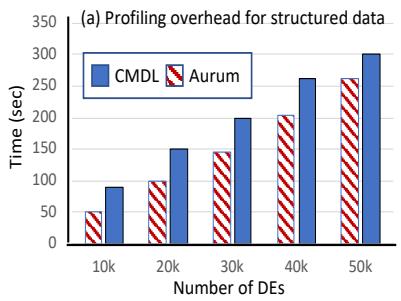 (a) Profiling overhead for structured data
CMDL Aurum
Time (sec)
350
300
250
200
150
100
50
0
10k 20k 30k 40k 50k
Number of DEs